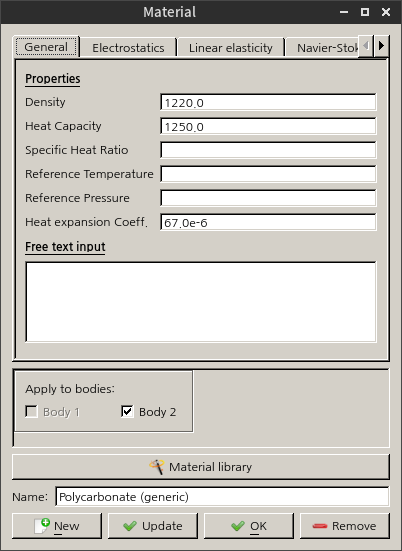 Material
General Electrostatics Linear elasticity Navier-Stok
Properties
Density 1220.0
Heat Capacity 1250.0
Specific Heat Ratio
Reference Temperature
Reference Pressure
Heat expansion Coeff. 67.0e-6
Free text input
Apply to bodies:
Body 1 Body 2
Material library
Name: Polycarbonate (generic)
New Update OK Remove